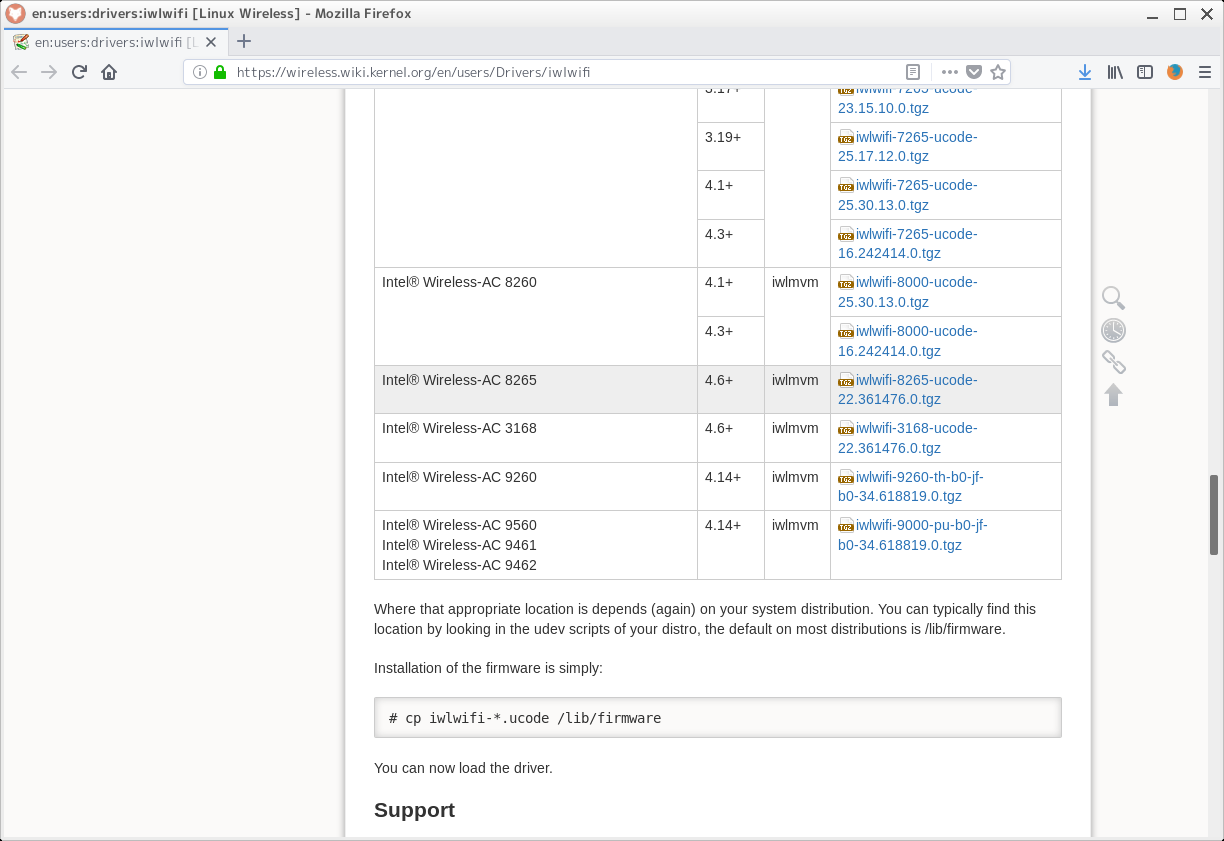 en:users:drivers:iwlwifi [Linux Wireless] - Mozilla Firefox
en:users:drivers:iwlwifi [L
https://wireless.wiki.kernel.org/en/users/Drivers/iwlwifi
3.17+ iwlwifi-7265-ucode-
23.15.10.0.tgz
3.19+ iwlwifi-7265-ucode-
25.17.12.0.tgz
4.1+ iwlwifi-7265-ucode-
25.30.13.0.tgz
4.3+ iwlwifi-7265-ucode-
16.242414.0.tgz
Intel® Wireless-AC 8260 4.1+ iwlmvm iwlwifi-8000-ucode-
25.30.13.0.tgz
4.3+ iwlwifi-8000-ucode-
16.242414.0.tgz
Intel® Wireless-AC 8265 4.6+ iwlmvm iwlwifi-8265-ucode-
22.361476.0.tgz
Intel® Wireless-AC 3168 4.6+ iwlmvm iwlwifi-3168-ucode-
22.361476.0.tgz
Intel® Wireless-AC 9260 4.14+ iwlmvm iwlwifi-9260-th-b0-jf-
b0-34.618819.0.tgz
Intel® Wireless-AC 9560 4.14+ iwlmvm iwlwifi-9000-pu-b0-jf-
Intel® Wireless-AC 9461 b0-34.618819.0.tgz
Intel® Wireless-AC 9462
Where that appropriate location is depends (again) on your system distribution. You can typically find this
location by looking in the udev scripts of your distro, the default on most distributions is /lib/firmware.
Installation of the firmware is simply:
# cp iwlwifi-*.ucode /lib/firmware
You can now load the driver.
Support